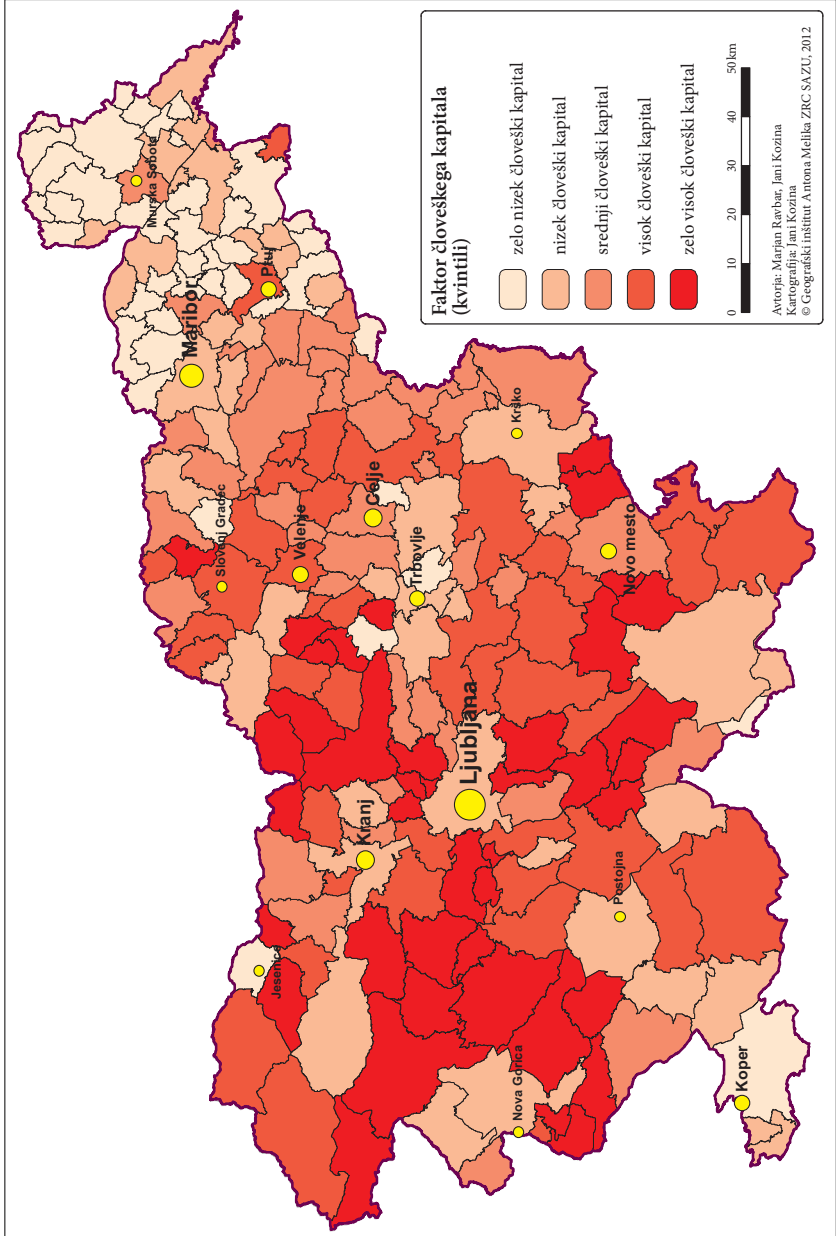 Faktor človeškega kapitala
(kvintili)
zelo nizek človeški kapital
nizek človeški kapital
srednji človeški kapital
visok človeški kapital
zelo visok človeški kapital
0 10 20 30 40 50 km
Avtorja: Marjan Ravbar, Jani Kozina
Kartografija: Jani Kozina
© Geografski inštitut Antona Melika ZRC SAZU, 2012
Murska Sobota
Maribor
Ptuj
Slovenj Gradec
Velenje
Celje
Krško
Trbovlje
Novo mesto
Ljubljana
Kranj
Jesenice
Postojna
Nova Gorica
Koper